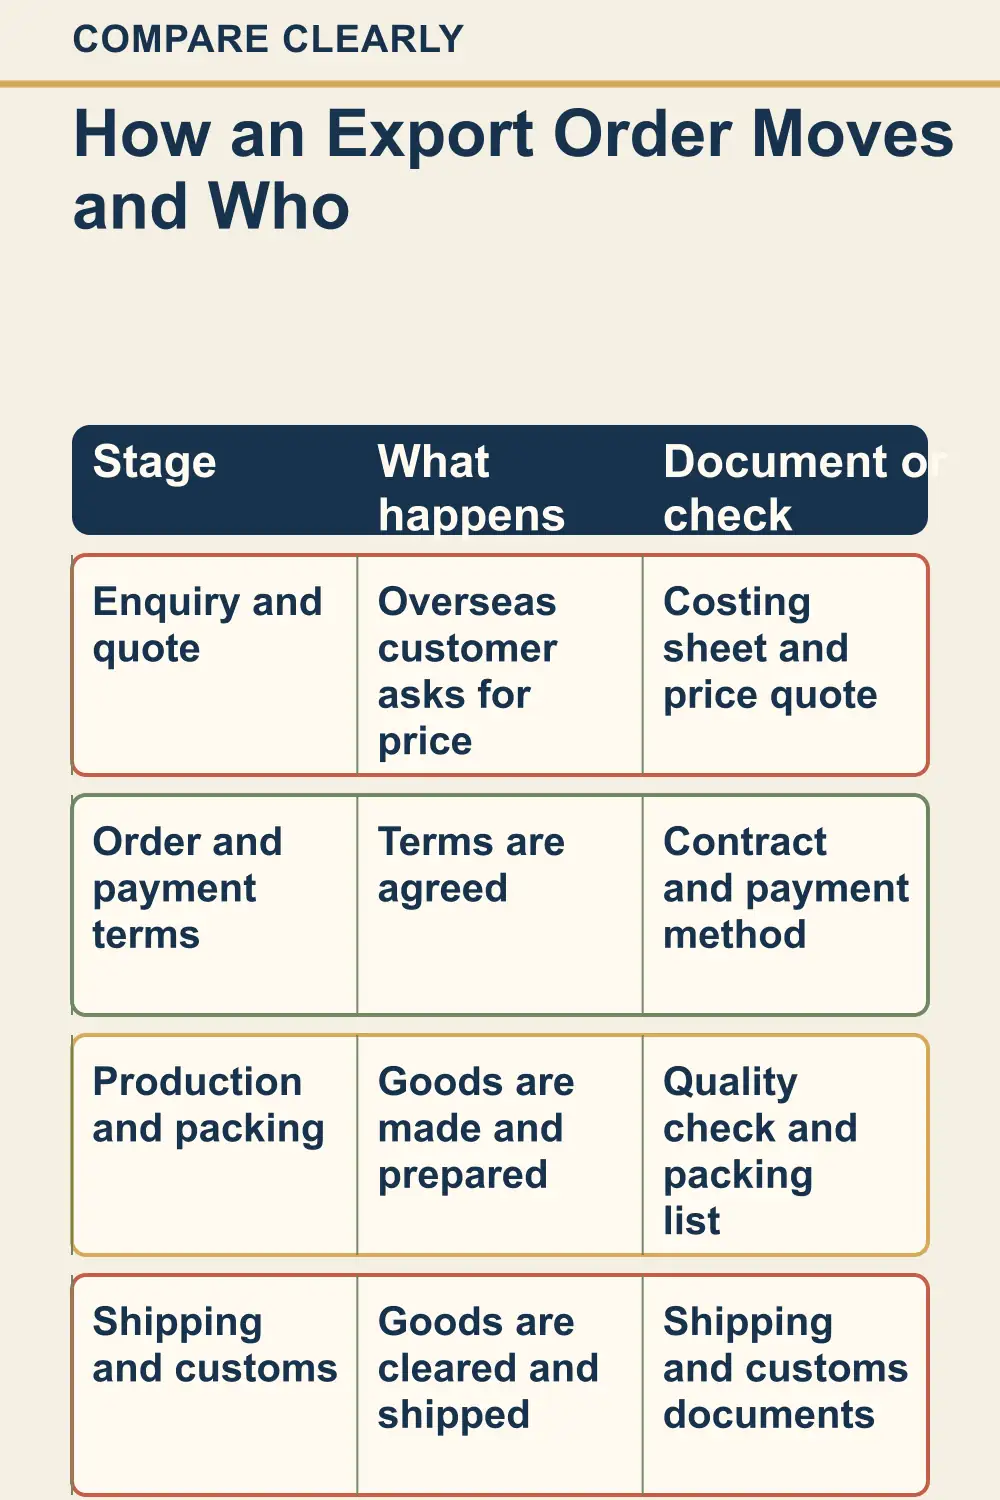 COMPARE CLEARLY
How an Export Order Moves
and Who
Stage
What
happens
Document or
check
Enquiry and
quote
Overseas
customer
asks for
price
Costing
sheet and
price quote
Order and
payment
terms
Terms are
agreed
Contract
and payment
method
Production
and packing
Goods are
made and
prepared
Quality
check and
packing
list
Shipping
and customs
Goods are
cleared and
shipped
Shipping
and customs
documents